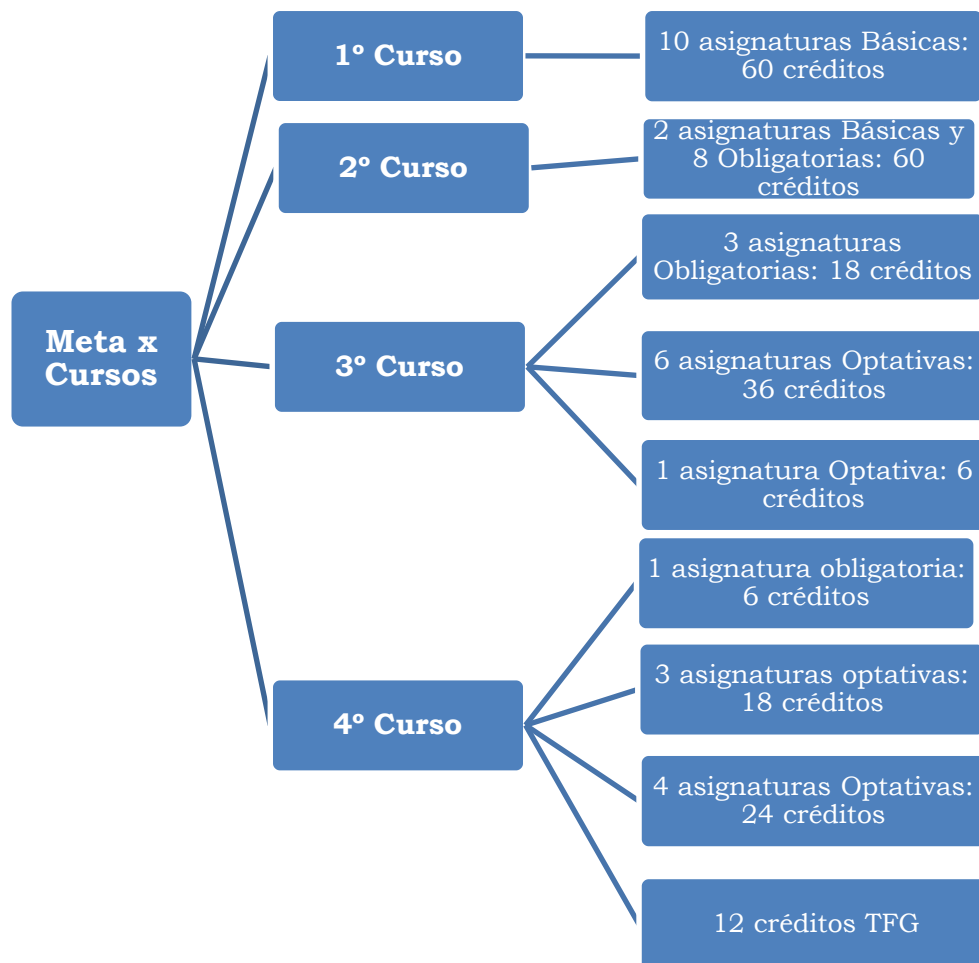 Meta x
Cursos
1º Curso
10 asignaturas Básicas:
60 créditos
2º Curso
2 asignaturas Básicas y
8 Obligatorias: 60
créditos
3º Curso
3 asignaturas
Obligatorias: 18 créditos
6 asignaturas Optativas:
36 créditos
1 asignatura Optativa: 6
créditos
4º Curso
1 asignatura obligatoria:
6 créditos
3 asignaturas optativas:
18 créditos
4 asignaturas Optativas:
24 créditos
12 créditos TFG